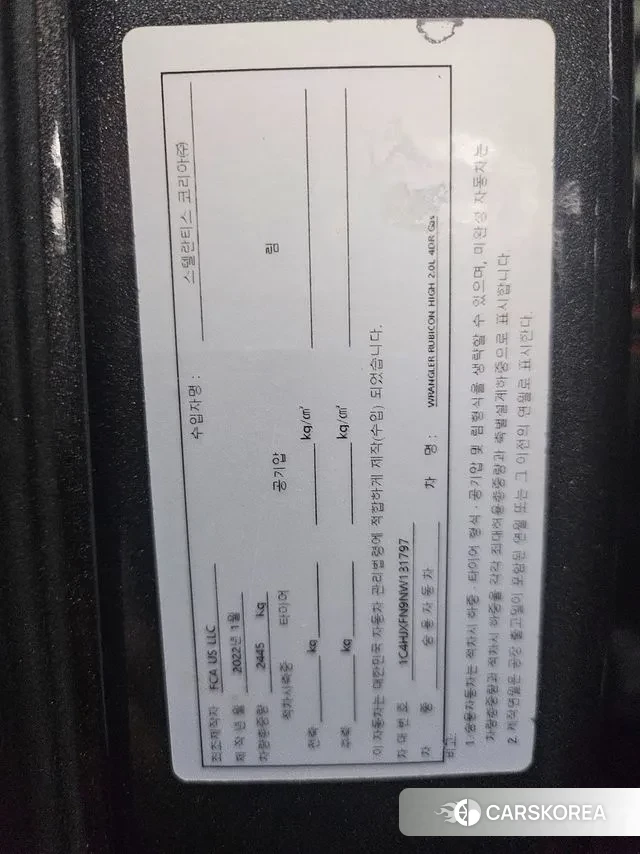 조조제작자 FCA US LLC 수입자명 : 스텔란티스 코리아㈜
제 작 년 월 2022년 1월
차량총중량 2445 Kg
적차시축중 타이어 공기압 림
전축 kg kg/㎠
후축 kg kg/㎠
이 자동차는 대한민국 자동차 관리법령에 적합하게 제작(수입) 되었습니다.
차 대 번 호 1C4HJXFN9NW131797
차 종 승용자동차 차 명 : WRANGLER RUBICON HIGH 2.0L 4DR Gas
비고
1. 승용자동차는 적차시 하중 · 타이어 형식 · 공기압 및 림형식을 생략할 수 있으며, 미완성 자동차는
차량총중량과 적차시 하중을 각각 최대허용총중량과 축별설계하중으로 표시합니다.
2. 제작년월은 공장 출고일이 포함된 연월 또는 그 이전의 연월로 표시한다.
CARSKOREA